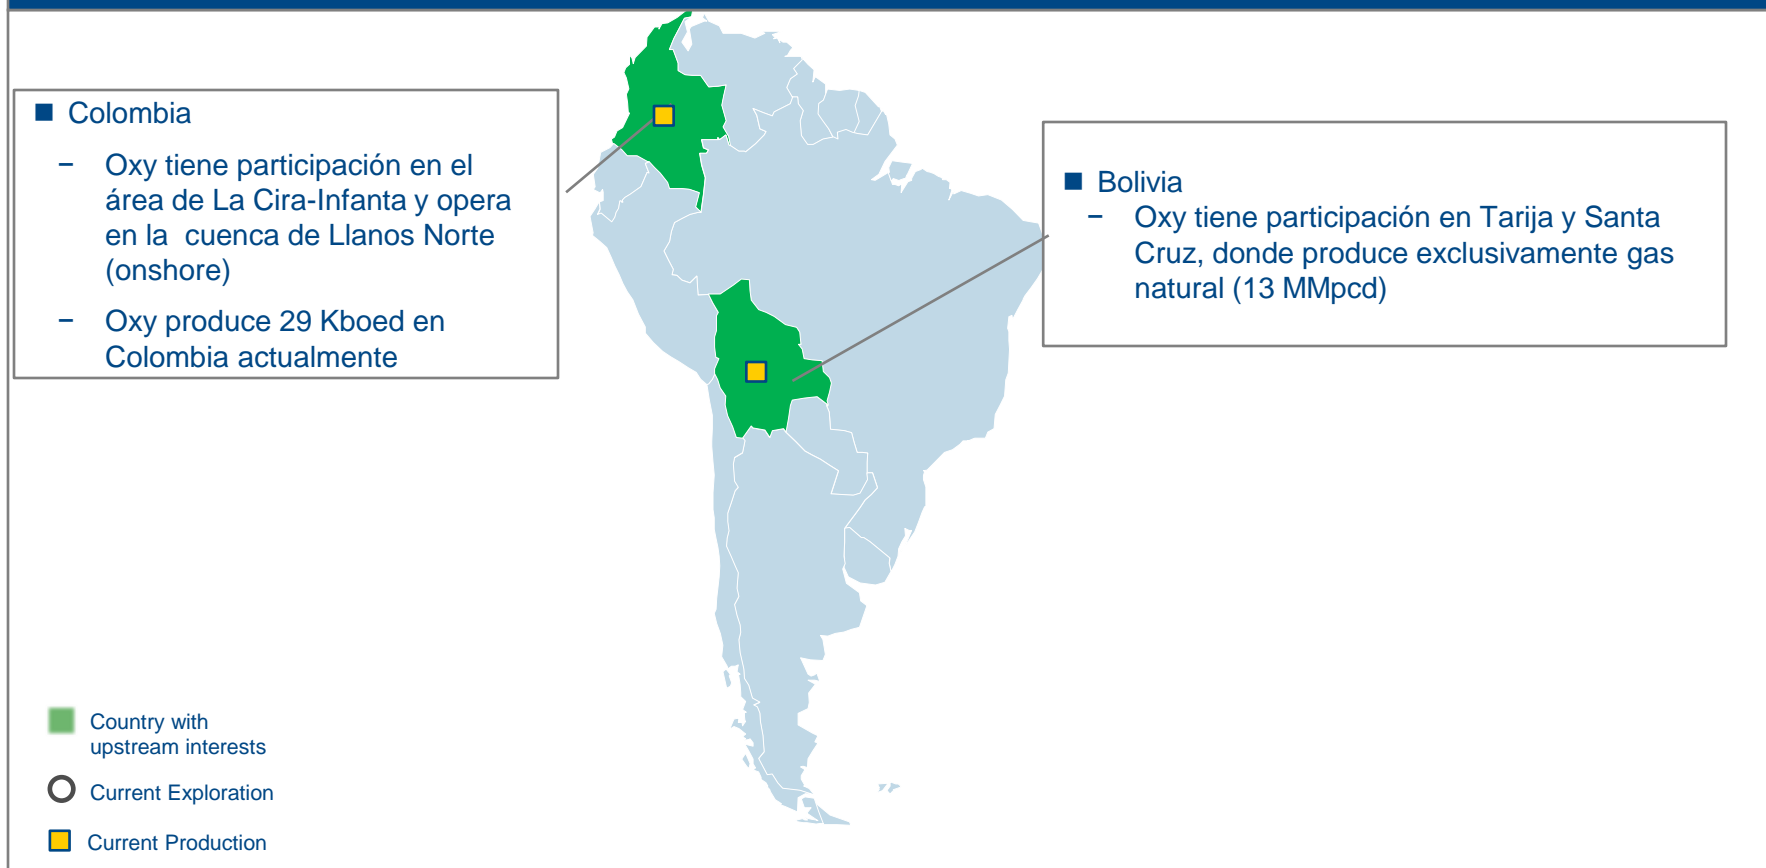 Colombia
− Oxy tiene participación en el
área de La Cira-Infanta y opera
en la cuenca de Llanos Norte
(onshore)
− Oxy produce 29 Kboed en
Colombia actualmente
Bolivia
− Oxy tiene participación en Tarija y Santa
Cruz, donde produce exclusivamente gas
natural (13 MMpcd)
Country with
upstream interests
Current Exploration
Current Production